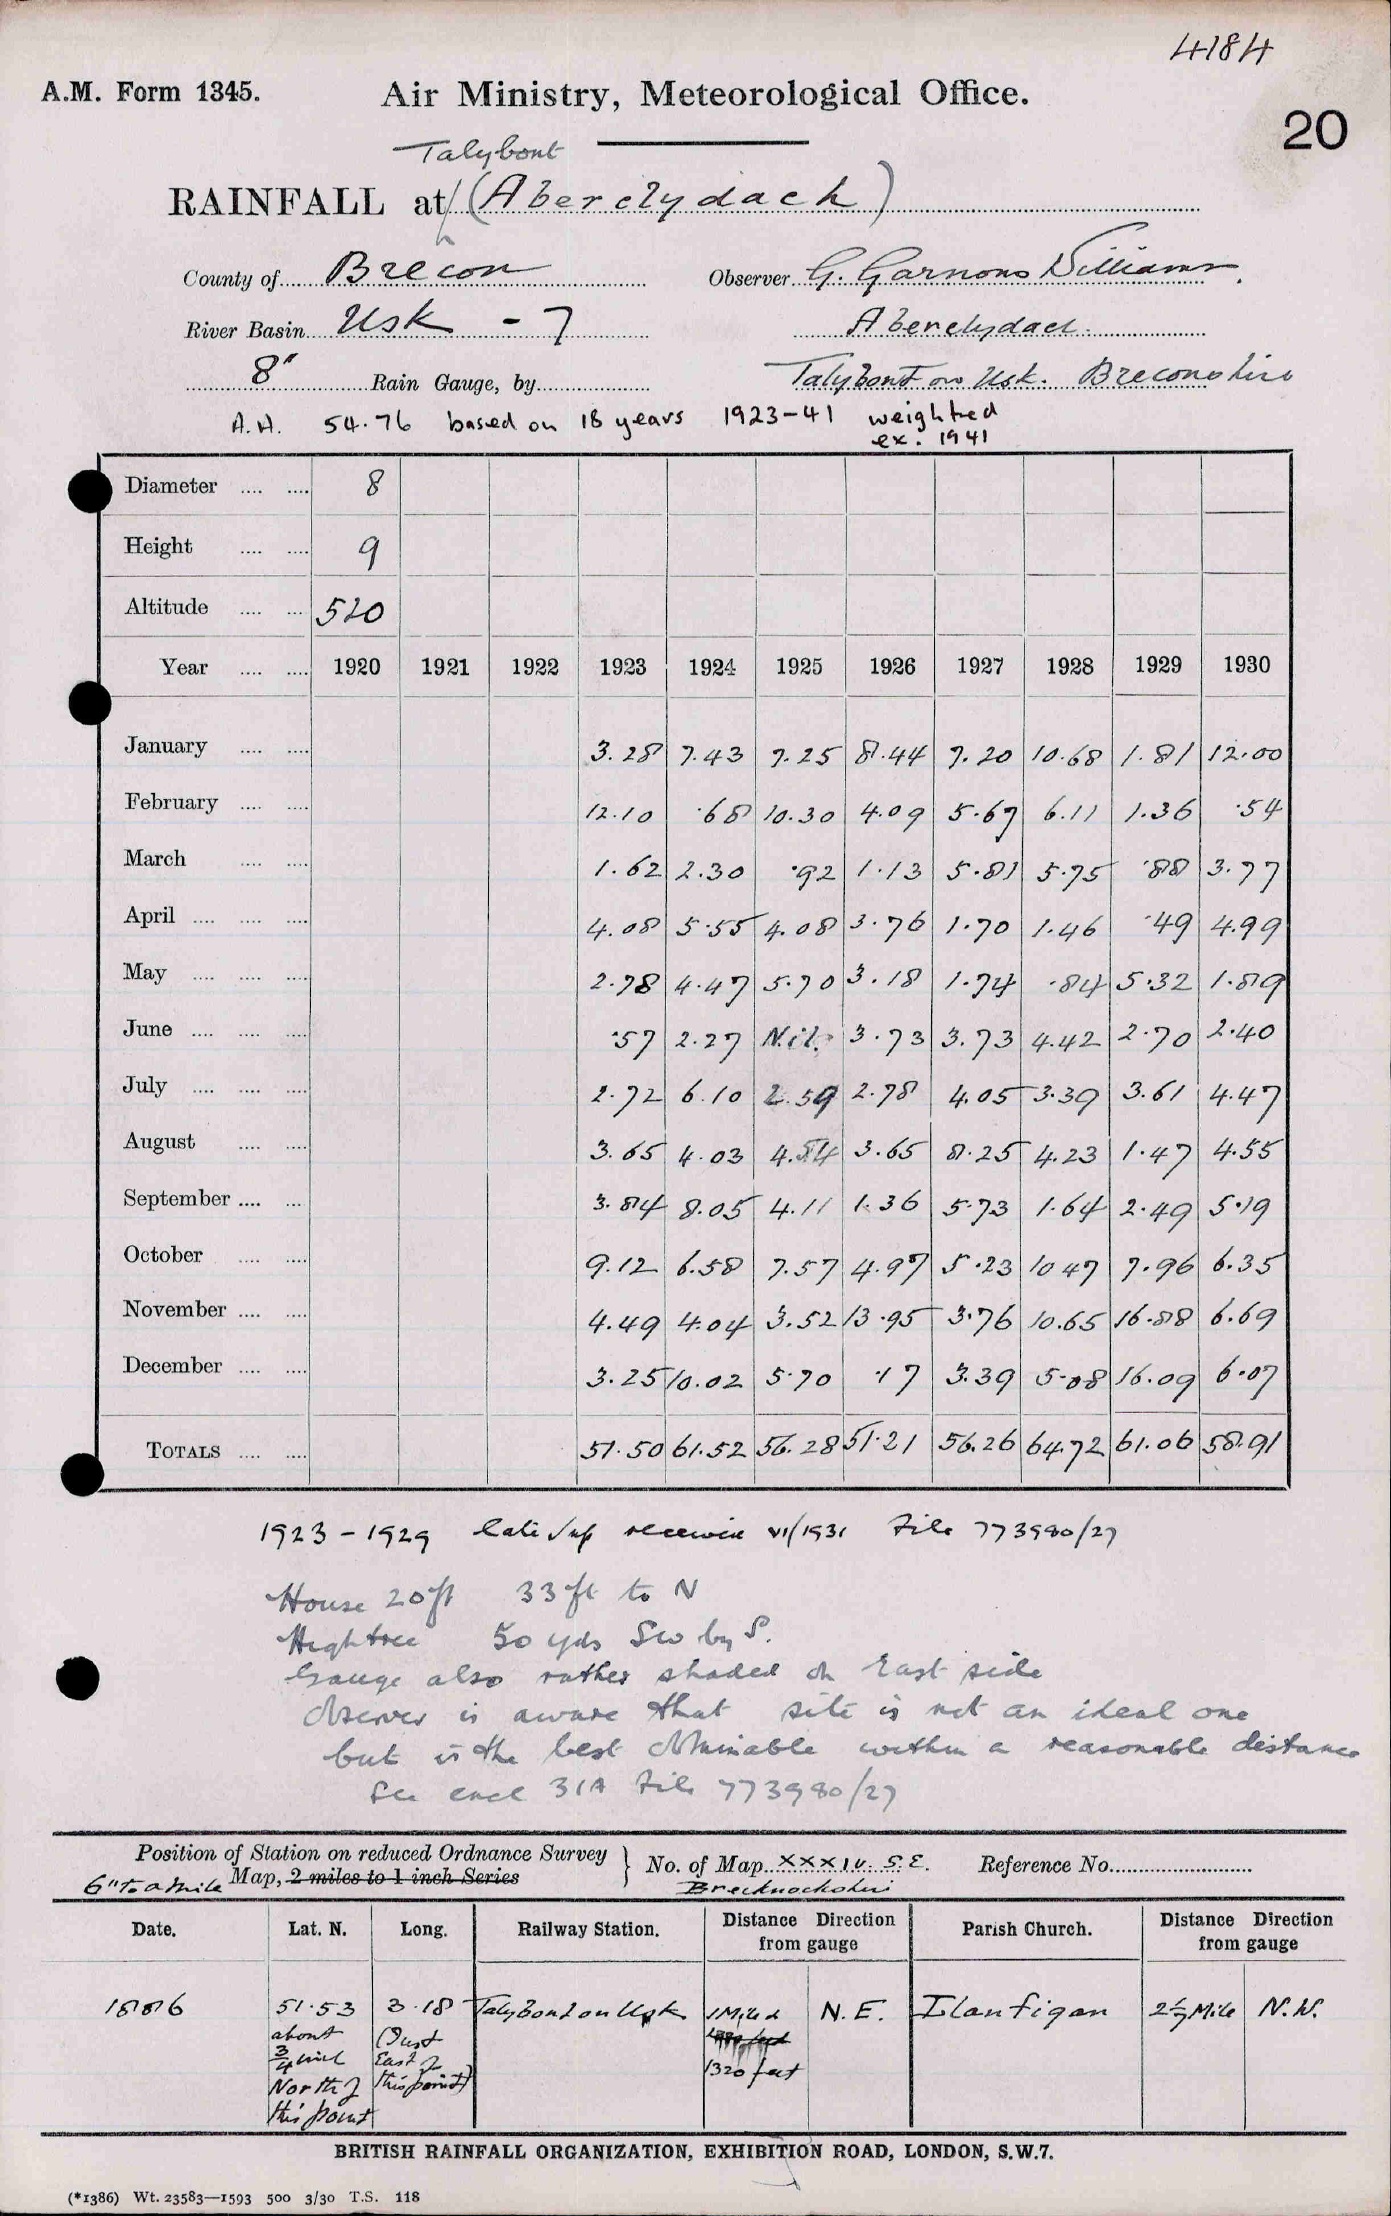 4184
A.M. Form 1345. Air Ministry, Meteorological Office.
20
Talybont
RAINFALL at (Aberclydach)
County of Brecon Observer G. Garnons Williams.
River Basin Usk - 7 Aberclydach.
8" Rain Gauge, by Talybont on Usk. Breconshire
A.H. 54.76 based on 18 years 1923-41 weighted
ex. 1941
Diameter .... .... 8
Height .... .... 9
Altitude .... .... 520
Year .... .... 1920 1921 1922 1923 1924 1925 1926 1927 1928 1929 1930
January .... .... 3.28 7.43 7.25 8.44 7.20 10.68 1.81 12.00
February .... .... 12.10 .68 10.30 4.09 5.67 6.11 1.36 .54
March .... .... 1.62 2.30 .92 1.13 5.81 5.75 .88 3.77
April .... .... .... 4.08 5.55 4.08 3.76 1.70 1.46 .49 4.99
May .... .... .... 2.78 4.47 5.70 3.18 1.74 .84 5.32 1.89
June .... .... .... .57 2.27 Nil. 3.73 3.73 4.42 2.70 2.40
July .... .... .... 2.72 6.10 2.59 2.78 4.05 3.39 3.61 4.47
August .... .... 3.65 4.03 4.54 3.65 8.25 4.23 1.47 4.55
September .... ... 3.84 8.05 4.11 1.36 5.73 1.64 2.49 5.19
October .... .... 9.12 6.58 7.57 4.97 5.23 10 47 7.96 6.35
November .... .... 4.49 4.04 3.52 13.95 3.76 10.65 16.88 6.69
December .... .... 3.25 10.02 5.70 .17 3.39 5.08 16.09 6.07
TOTALS .... .... 51.50 61.52 56.28 51.21 56.26 64.72 61.06 58.91
1923 - 1929 late received VI/1931 File 773980/27
House 20ft 33ft to N
High tree 50 yds SW by S.
Gauge also rather shaded on East side
Observer is aware that site is not an ideal one
but is the best obtainable within a reasonable distance
See encl 31A File 773980/27
Position of Station on reduced Ordnance Survey } No. of Map XXXIV. S.E. Reference No.
6" to a mile Map, 2 miles to 1 inch Series Brecknockshire
Date. Lat. N. Long. Railway Station. Distance Direction from gauge Parish Church. Distance Direction from gauge
1886 51.53 3.18 Talybont on Usk 1 Mile N.E. Llanfigan 2½ Mile N.W.
about (Just
3/4 mile East of 1320 feet
North of this point)
this point
BRITISH RAINFALL ORGANIZATION, EXHIBITION ROAD, LONDON, S.W.7.
(*1386) Wt. 23583—1593 500 3/30 T.S. 118